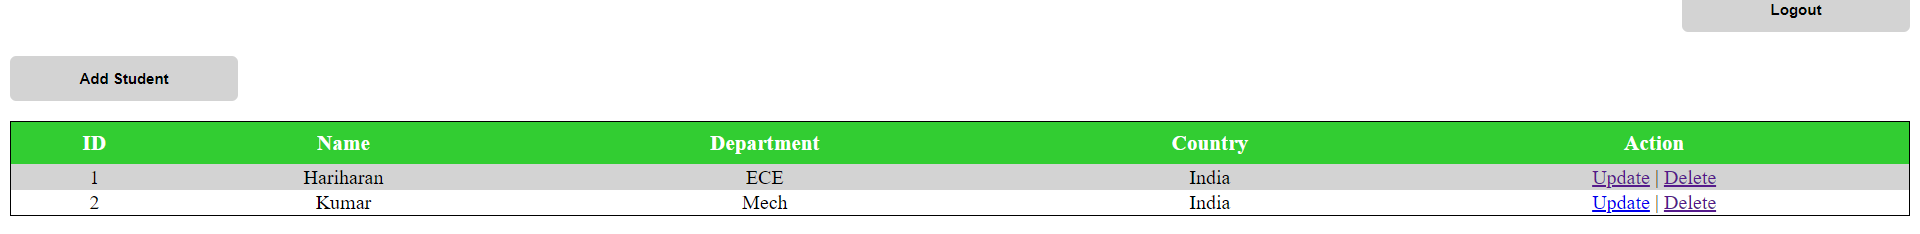 Logout
Add Student
ID Name Department Country Action
1 Hariharan ECE India Update | Delete
2 Kumar Mech India Update | Delete